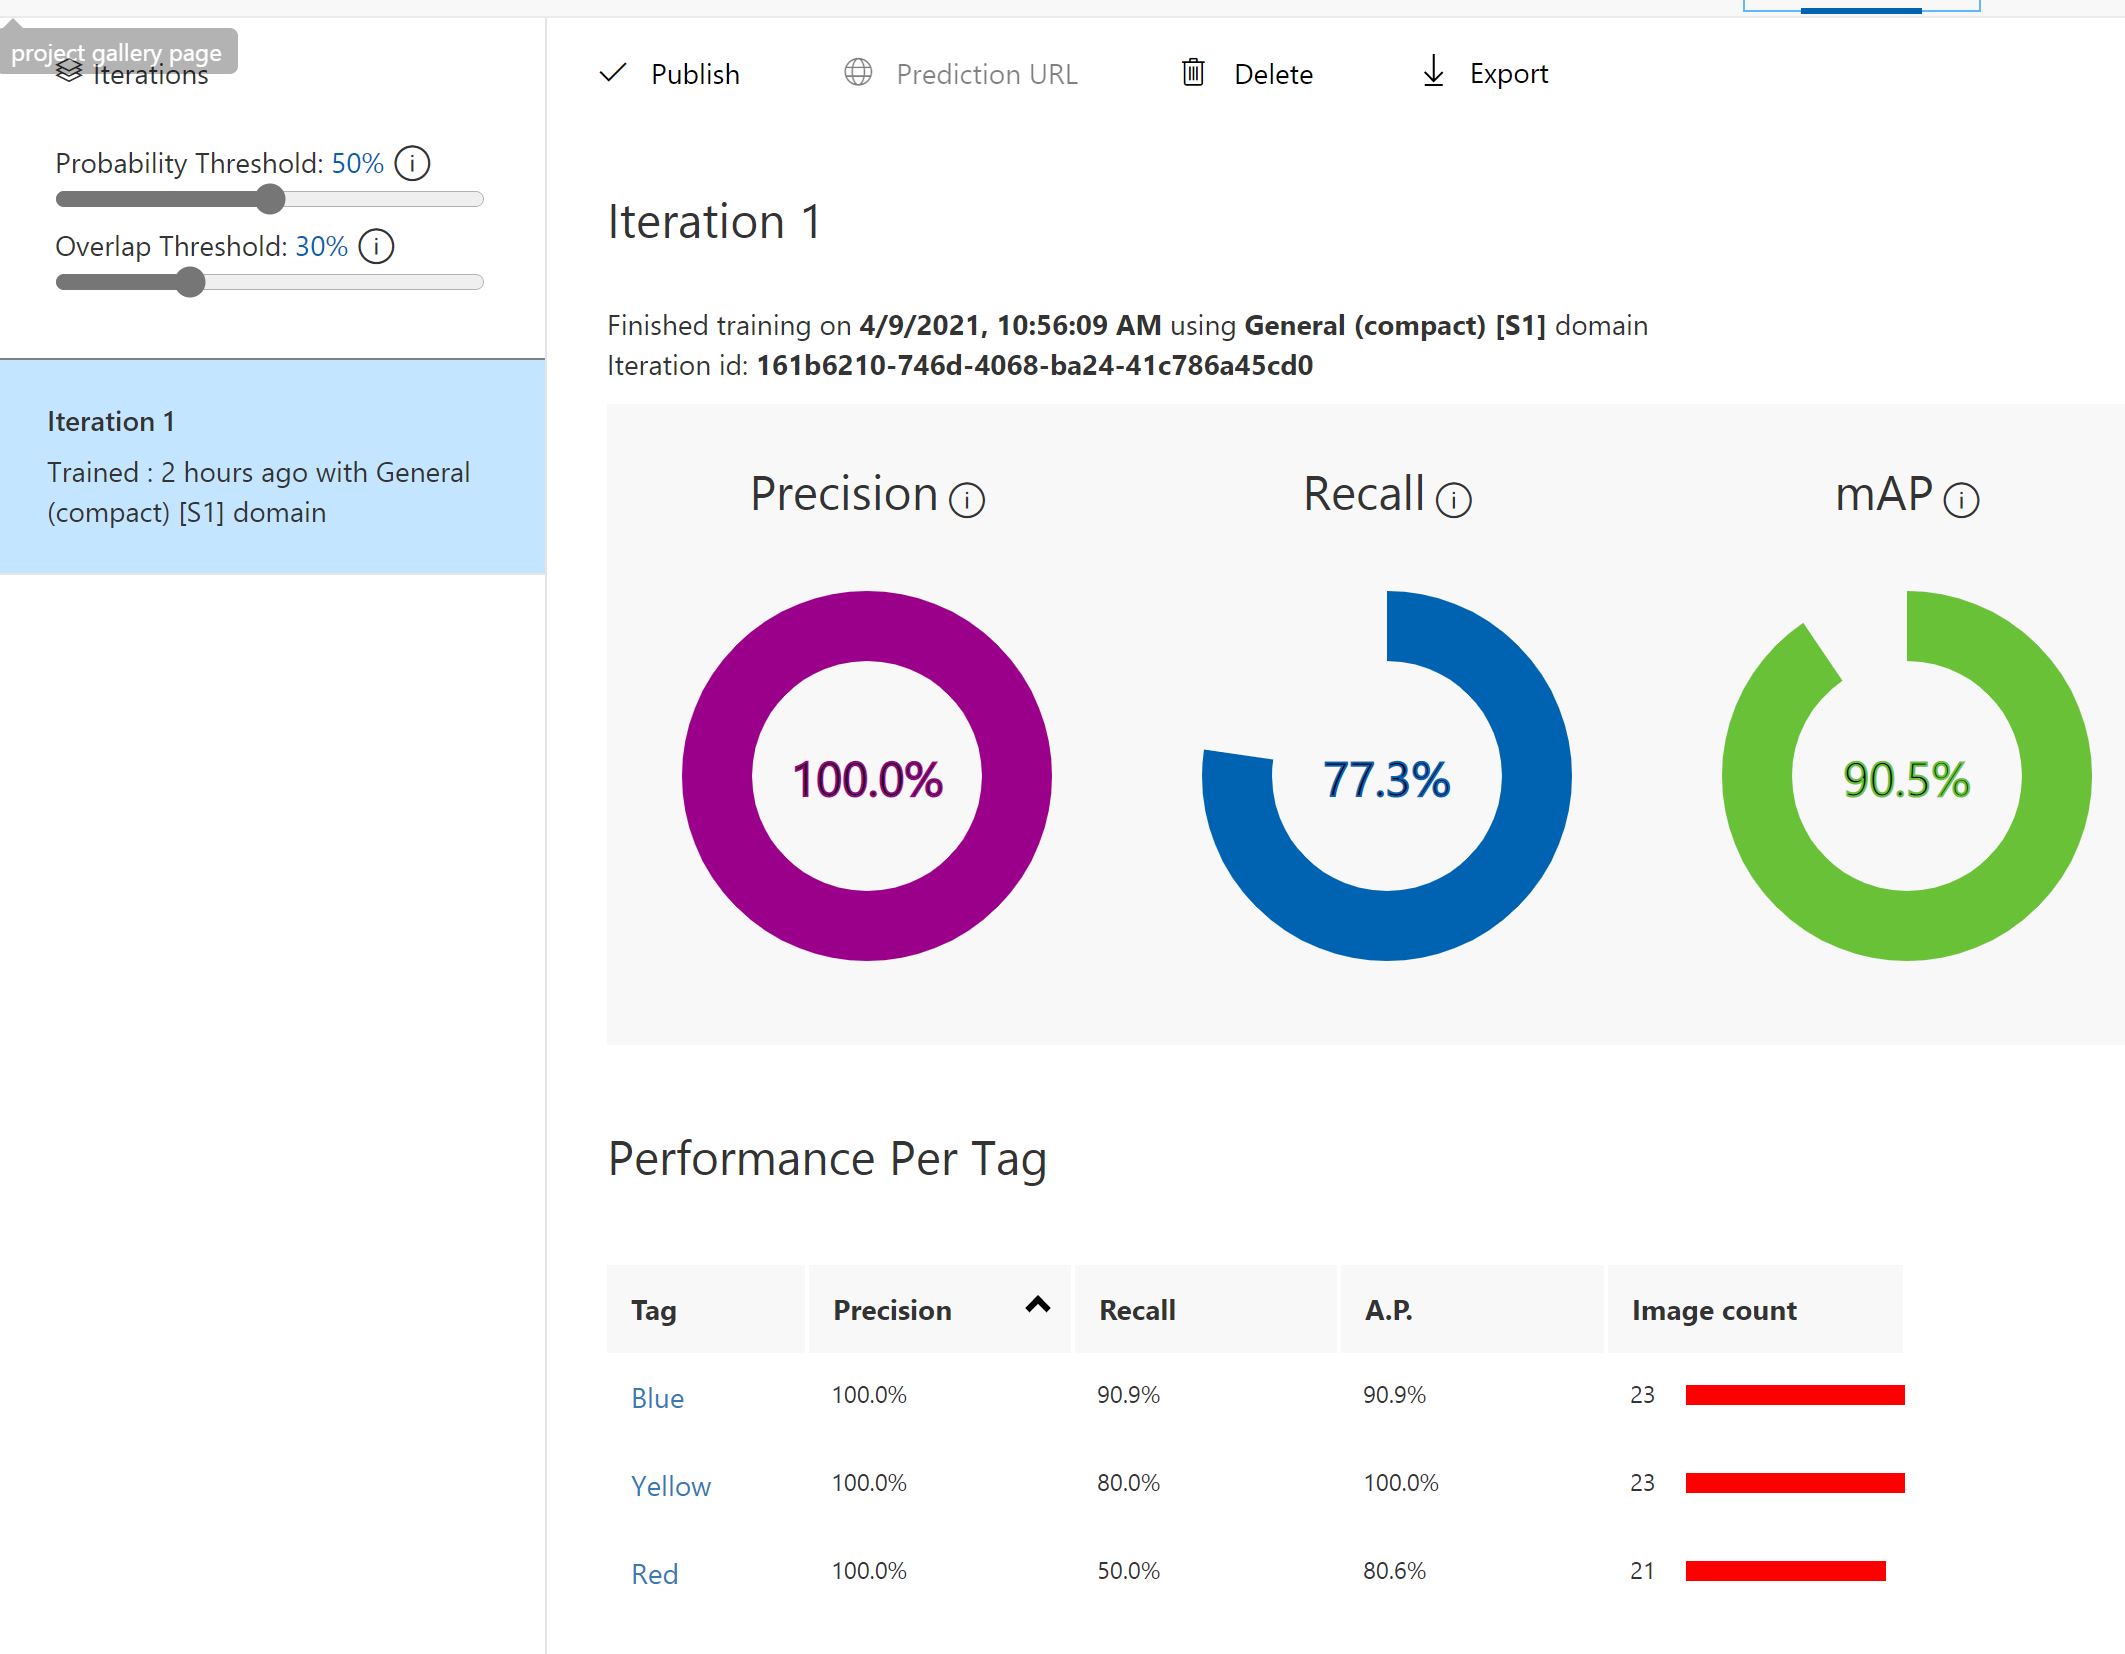 project gallery page
Iterations
Publish
Prediction URL
Delete
Export
Probability Threshold: 50%
Overlap Threshold: 30%
Iteration 1
Trained : 2 hours ago with General
(compact) [S1] domain
Iteration 1
Finished training on 4/9/2021, 10:56:09 AM using General (compact) [S1] domain
Iteration id: 161b6210-746d-4068-ba24-41c786a45cd0
Precision
Recall
mAP
100.0%
77.3%
90.5%
Performance Per Tag
Tag Precision Recall A.P. Image count
Blue 100.0% 90.9% 90.9% 23
Yellow 100.0% 80.0% 100.0% 23
Red 100.0% 50.0% 80.6% 21